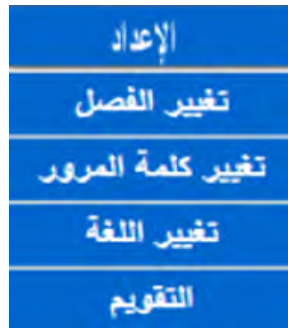 الإعداد
تغيير الفصل
تغيير كلمة المرور
تغيير اللغة
التقويم